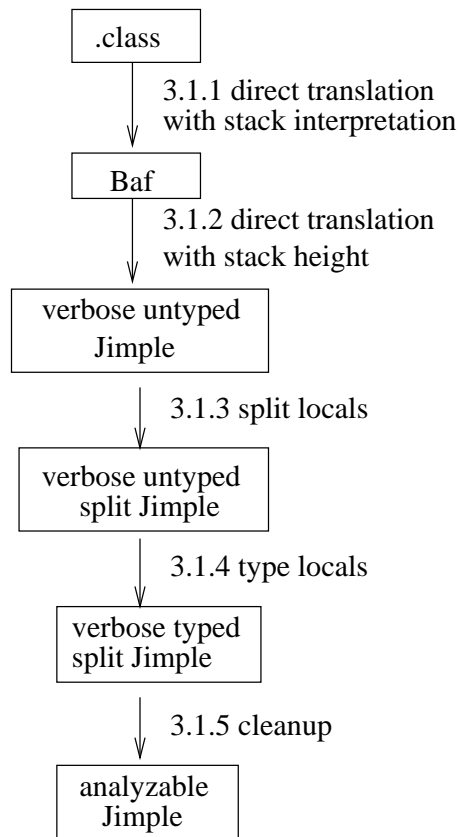 .class
3.1.1 direct translation
with stack interpretation
Baf
3.1.2 direct translation
with stack height
verbose untyped
Jimple
3.1.3 split locals
verbose untyped
split Jimple
3.1.4 type locals
verbose typed
split Jimple
3.1.5 cleanup
analyzable
Jimple